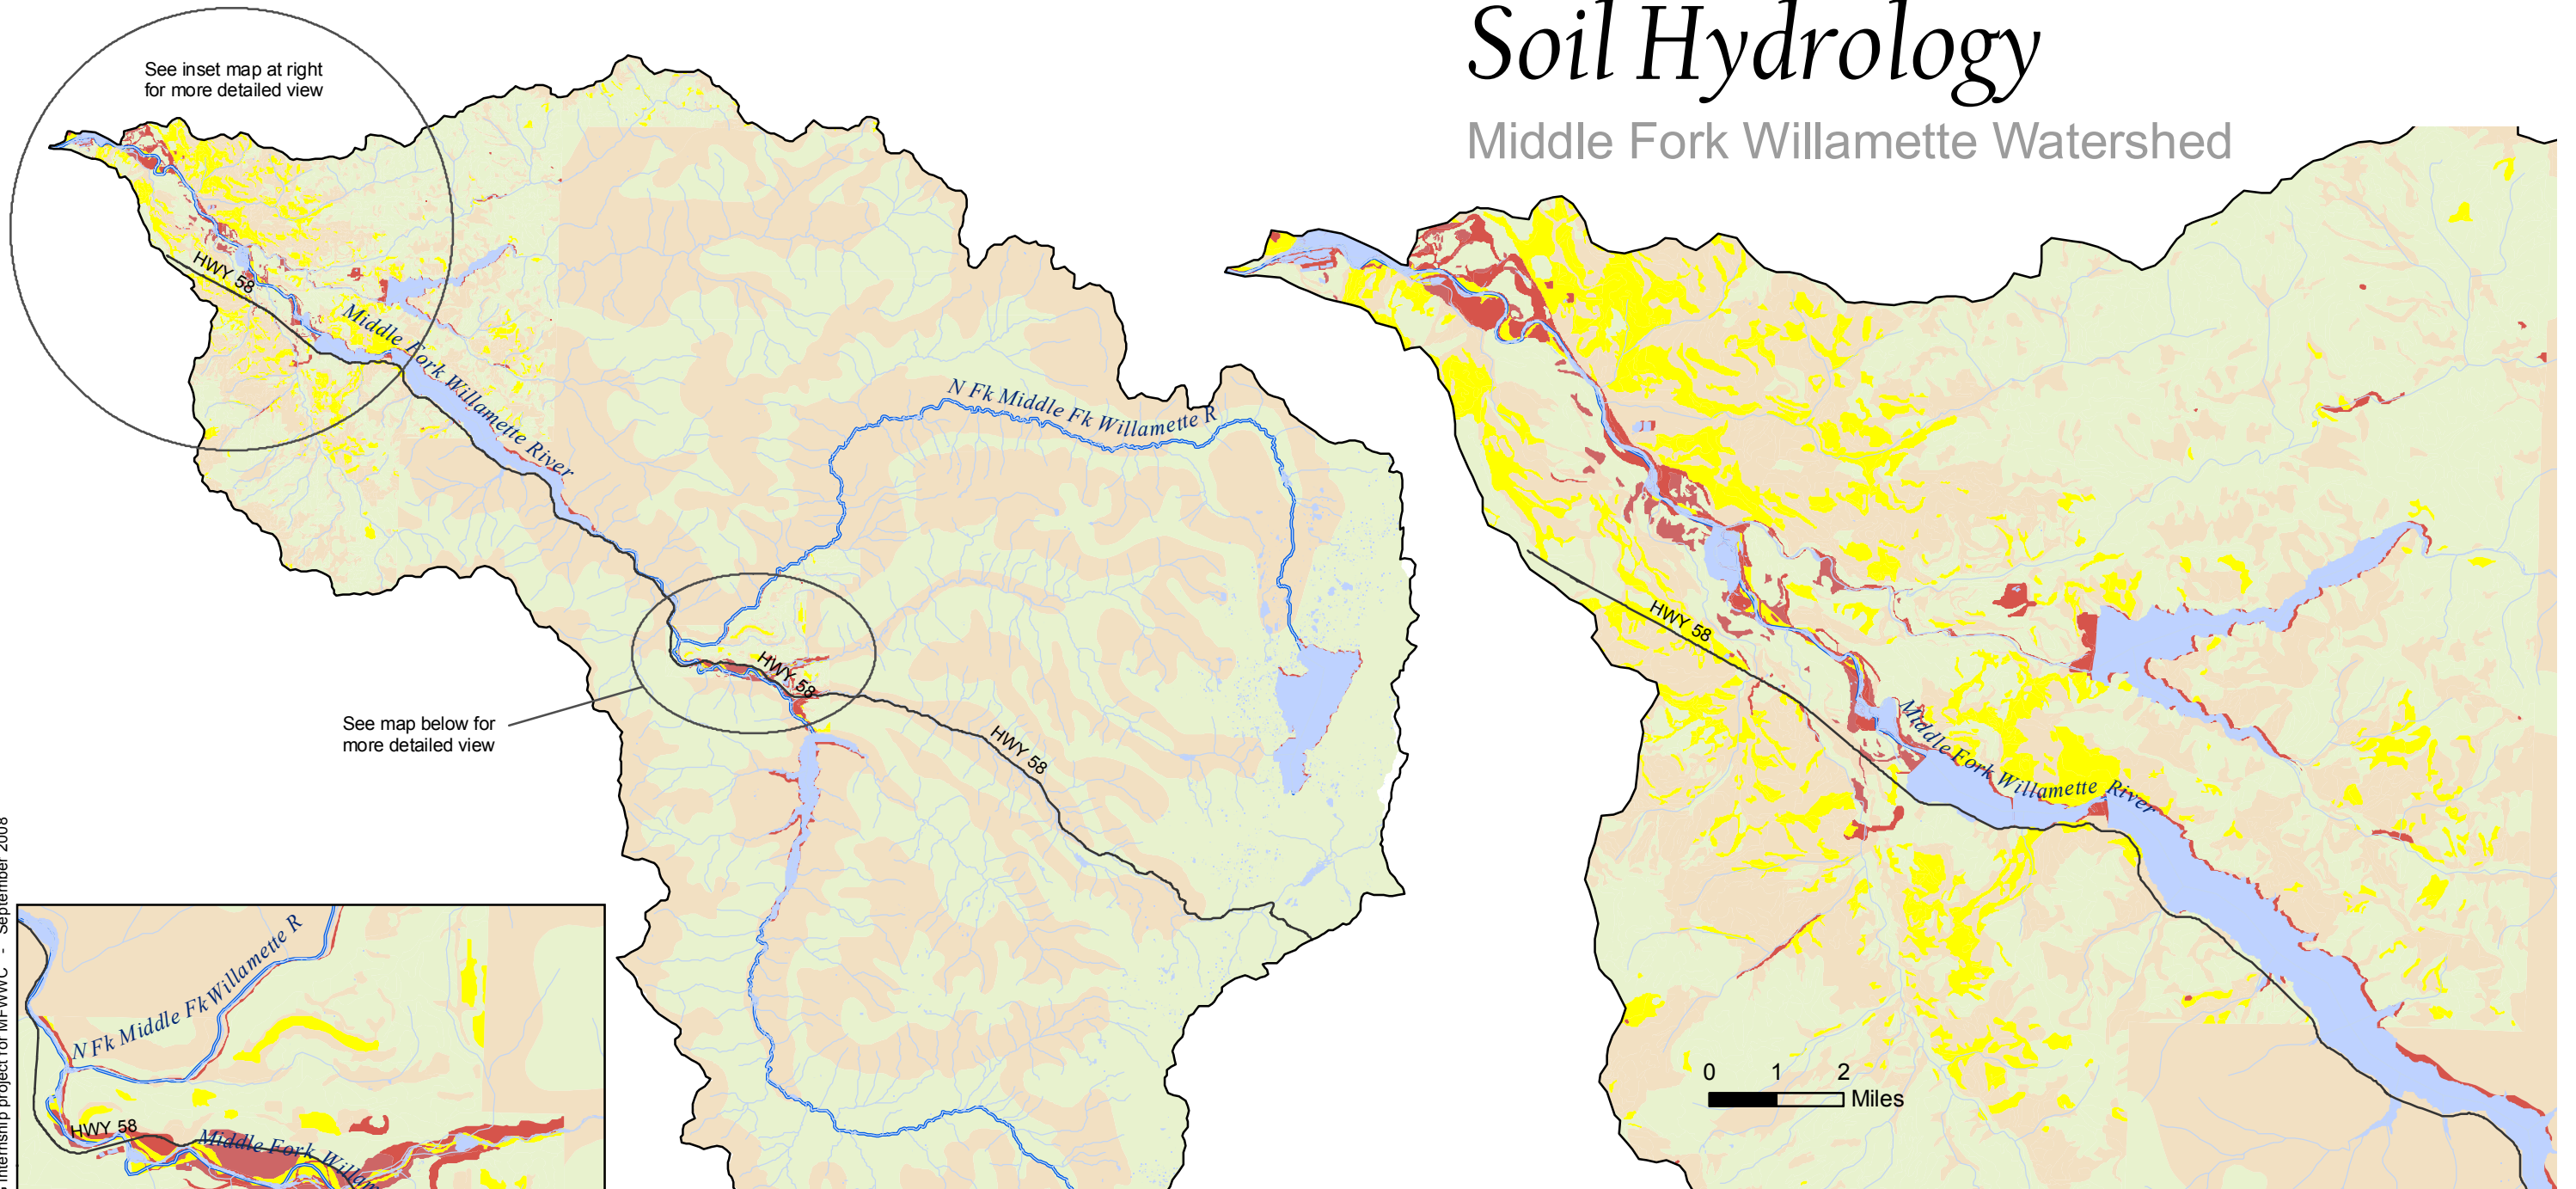 Soil Hydrology
Middle Fork Willamette Watershed
See inset map at right
for more detailed view
HWY 58
Middle Fork Willamette River
N Fk Middle Fk Willamette R
HWY 58
HWY 58
See map below for
more detailed view
HWY 58
Middle Fork Willamette River
0 1 2
Miles
N Fk Middle Fk Willamette R
HWY 58
Middle Fork
internship project for MFWWC - September 2008